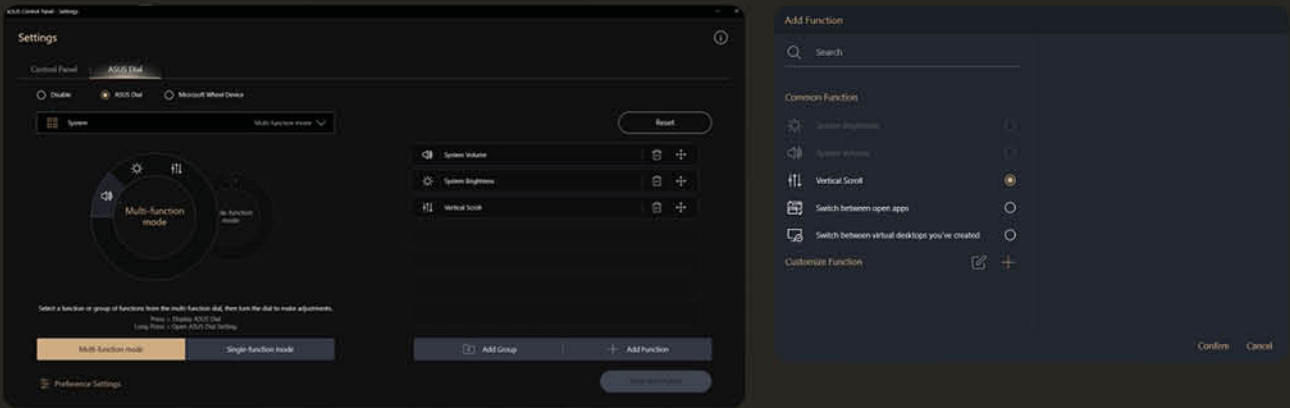 ASUS Control Panel - Settings
Settings
Control Panel
ASUS Dial
Disable
ASUS Dial
Microsoft Wheel Device
System
Multi-function mode
Reset
System Volume
System Brightness
Vertical Scroll
Multi-function
mode
function
mode
Select a function or group of functions from the multi-function dial, then turn the dial to make adjustments.
Press = Display ASUS Dial
Long Press = Open ASUS Dial Setting
Multi-function mode
Single-function mode
Add Group
Add Function
Preference Settings
Add Function
Search
Common Function
System Brightness
System Volume
Vertical Scroll
Switch between open apps
Switch between virtual desktops you've created
Customize Function
Confirm
Cancel